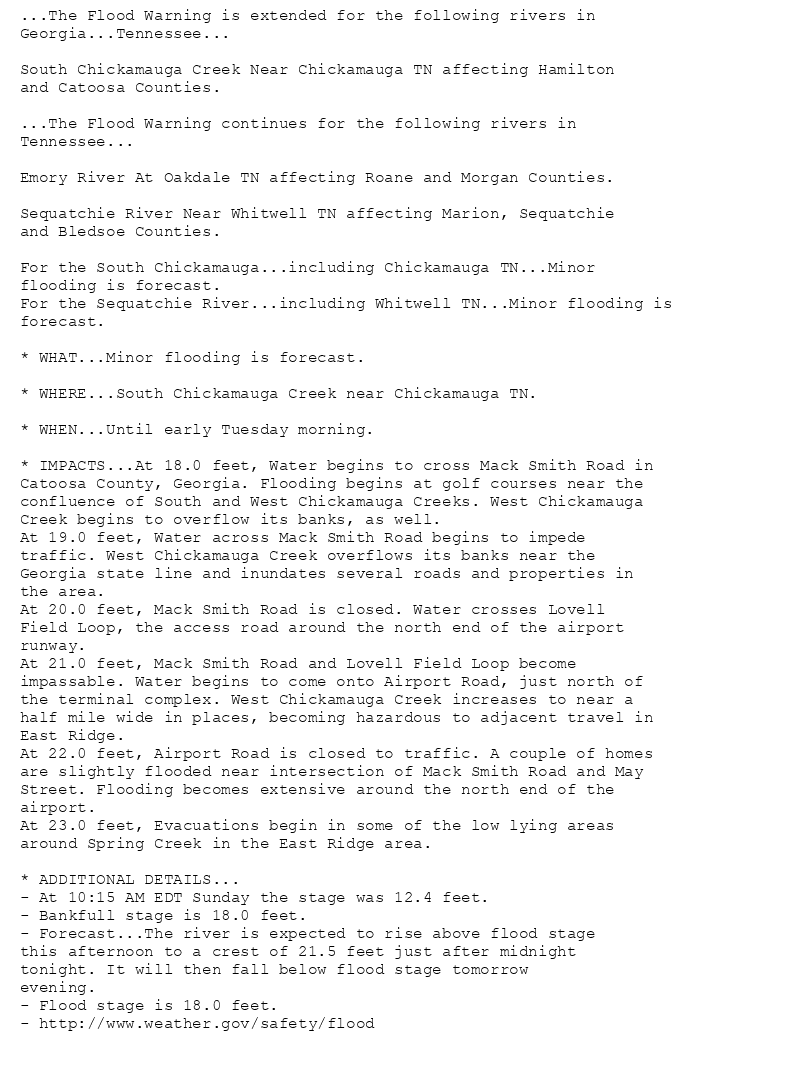 ...The Flood Warning is extended for the following rivers in
Georgia...Tennessee...
South Chickamauga Creek Near Chickamauga TN affecting Hamilton
and Catoosa Counties.
...The Flood Warning continues for the following rivers in
Tennessee...
Emory River At Oakdale TN affecting Roane and Morgan Counties.
Sequatchie River Near Whitwell TN affecting Marion, Sequatchie
and Bledsoe Counties.
For the South Chickamauga...including Chickamauga TN...Minor
flooding is forecast.
For the Sequatchie River...including Whitwell TN...Minor flooding is
forecast.
* WHAT...Minor flooding is forecast.
* WHERE...South Chickamauga Creek near Chickamauga TN.
* WHEN...Until early Tuesday morning.
* IMPACTS...At 18.0 feet, Water begins to cross Mack Smith Road in
Catoosa County, Georgia. Flooding begins at golf courses near the
confluence of South and West Chickamauga Creeks. West Chickamauga
Creek begins to overflow its banks, as well.
At 19.0 feet, Water across Mack Smith Road begins to impede
traffic. West Chickamauga Creek overflows its banks near the
Georgia state line and inundates several roads and properties in
the area.
At 20.0 feet, Mack Smith Road is closed. Water crosses Lovell
Field Loop, the access road around the north end of the airport
runway.
At 21.0 feet, Mack Smith Road and Lovell Field Loop become
impassable. Water begins to come onto Airport Road, just north of
the terminal complex. West Chickamauga Creek increases to near a
half mile wide in places, becoming hazardous to adjacent travel in
East Ridge.
At 22.0 feet, Airport Road is closed to traffic. A couple of homes
are slightly flooded near intersection of Mack Smith Road and May
Street. Flooding becomes extensive around the north end of the
airport.
At 23.0 feet, Evacuations begin in some of the low lying areas
around Spring Creek in the East Ridge area.
* ADDITIONAL DETAILS...
- At 10:15 AM EDT Sunday the stage was 12.4 feet.
- Bankfull stage is 18.0 feet.
- Forecast...The river is expected to rise above flood stage
this afternoon to a crest of 21.5 feet just after midnight
tonight. It will then fall below flood stage tomorrow
evening.
- Flood stage is 18.0 feet.
- http://www.weather.gov/safety/flood